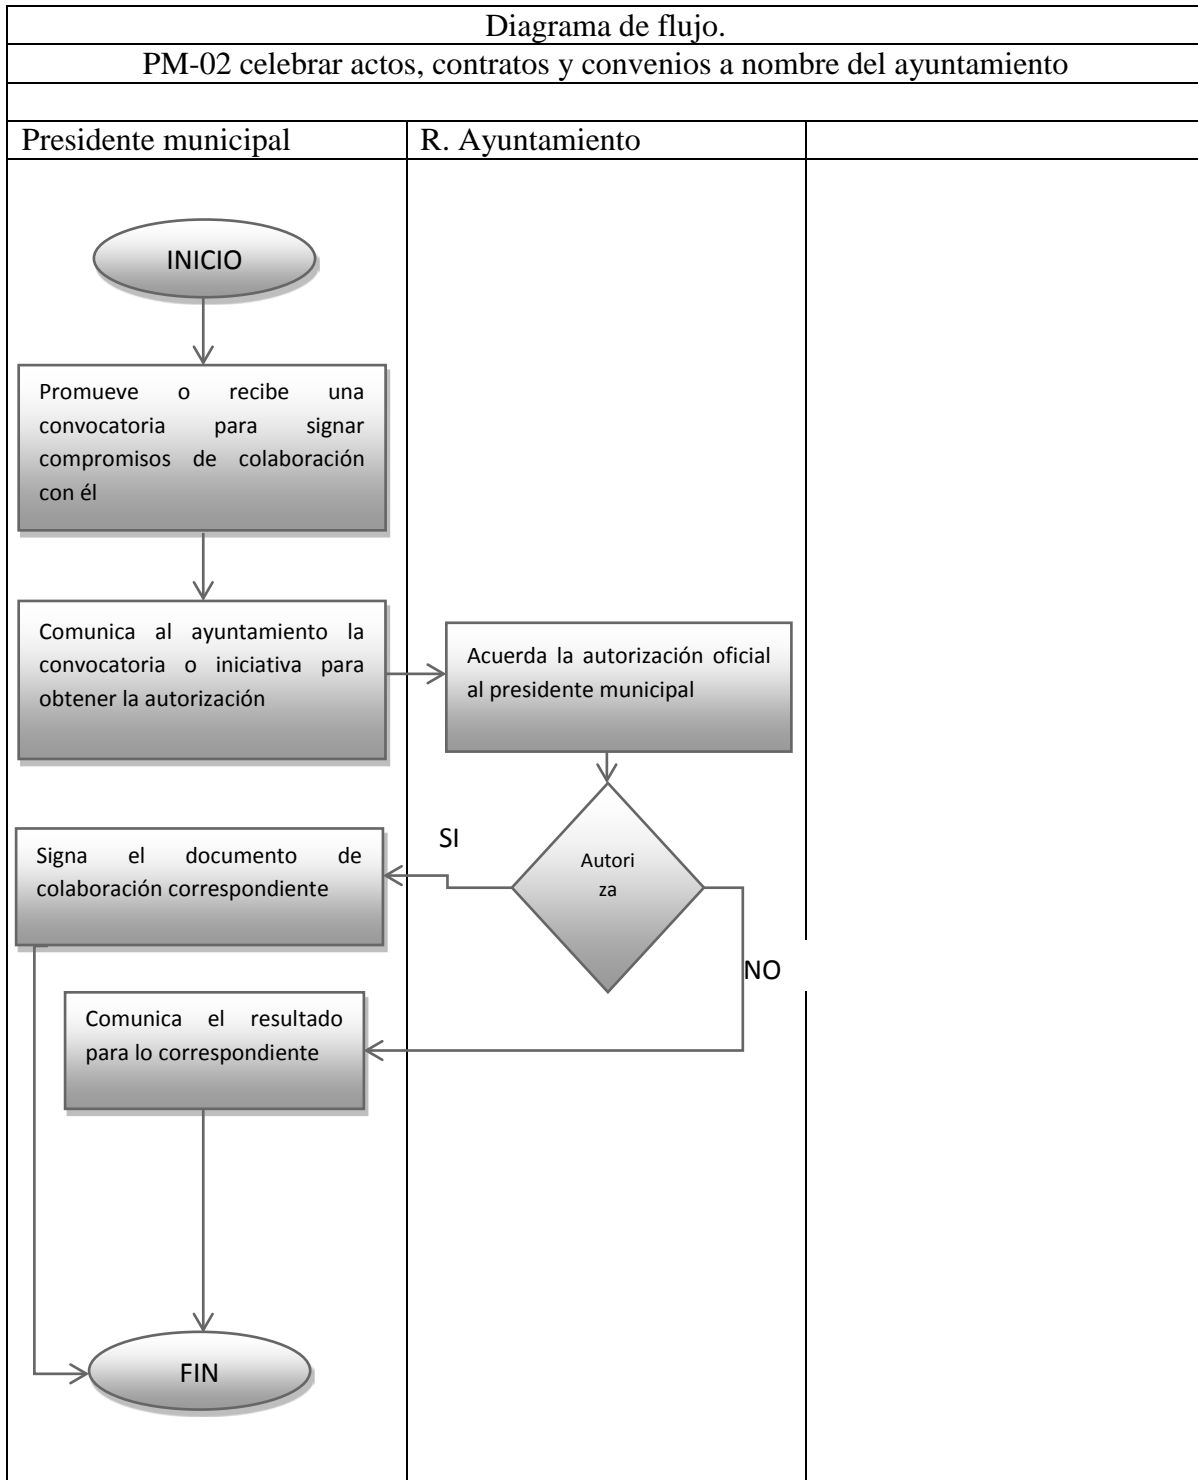 Diagrama de flujo.
PM-02 celebrar actos, contratos y convenios a nombre del ayuntamiento
Presidente municipal
R. Ayuntamiento
INICIO
Promueve o recibe una
convocatoria para signar
compromisos de colaboración
con él
Comunica al ayuntamiento la
convocatoria o iniciativa para
obtener la autorización
Acuerda la autorización oficial
al presidente municipal
Autori
za
SI
Signa el documento de
colaboración correspondiente
NO
Comunica el resultado
para lo correspondiente
FIN